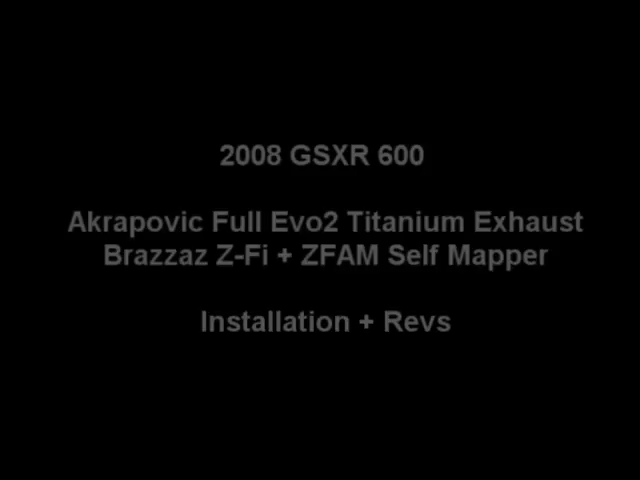 2008 GSXR 600
Akrapovic Full Evo2 Titanium Exhaust
Brazzaz Z-Fi + ZFAM Self Mapper
Installation + Revs